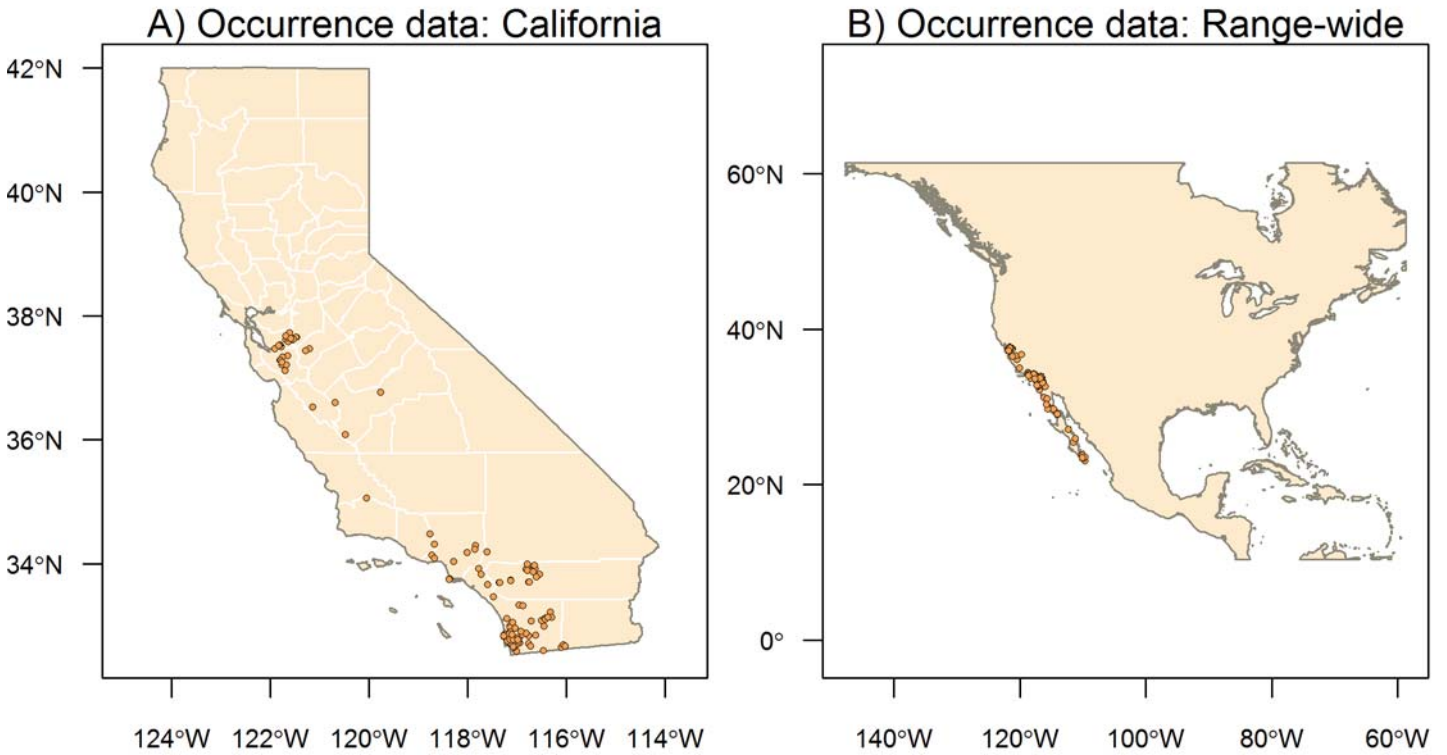 A) Occurrence data: California
42°N
40°N
38°N
36°N
34°N
124°W 122°W 120°W 118°W 116°W 114°W
B) Occurrence data: Range-wide
60°N
40°N
20°N
0°
140°W 120°W 100°W 80°W 60°W